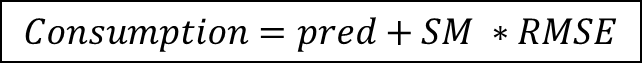 Consumption = pred + SM * RMSE